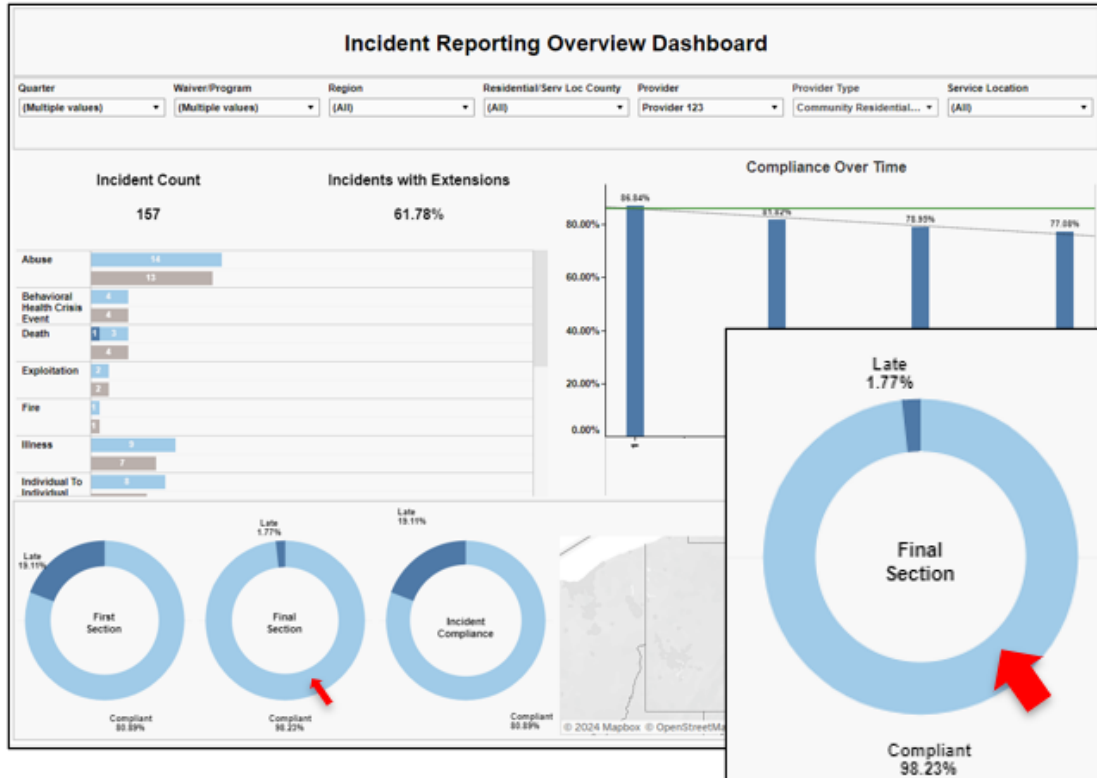 Incident Reporting Overview Dashboard
Quarter
Waiver/Program
Region
Residential/Serv Loc County
Provider
Provider Type
Service Location
(Multiple values)
(Multiple values)
(All)
(All)
Provider 123
Community Residential...
(All)
Incident Count
157
Incidents with Extensions
61.78%
Abuse
14
13
Behavioral
Health Crisis
Event
4
4
Death
1
3
4
Exploitation
2
2
Fire
1
1
Illness
9
7
Individual To
Individual
8
Compliance Over Time
86.84%
81.82%
78.95%
77.08%
80.00%
60.00%
40.00%
20.00%
0.00%
1
Late
19.11%
First
Section
Compliant
80.89%
Late
1.77%
Final
Section
Compliant
98.23%
Late
19.11%
Incident
Compliance
Compliant
80.89%
© 2024 Mapbox © OpenStreetMa
Late
1.77%
Final
Section
Compliant
98.23%